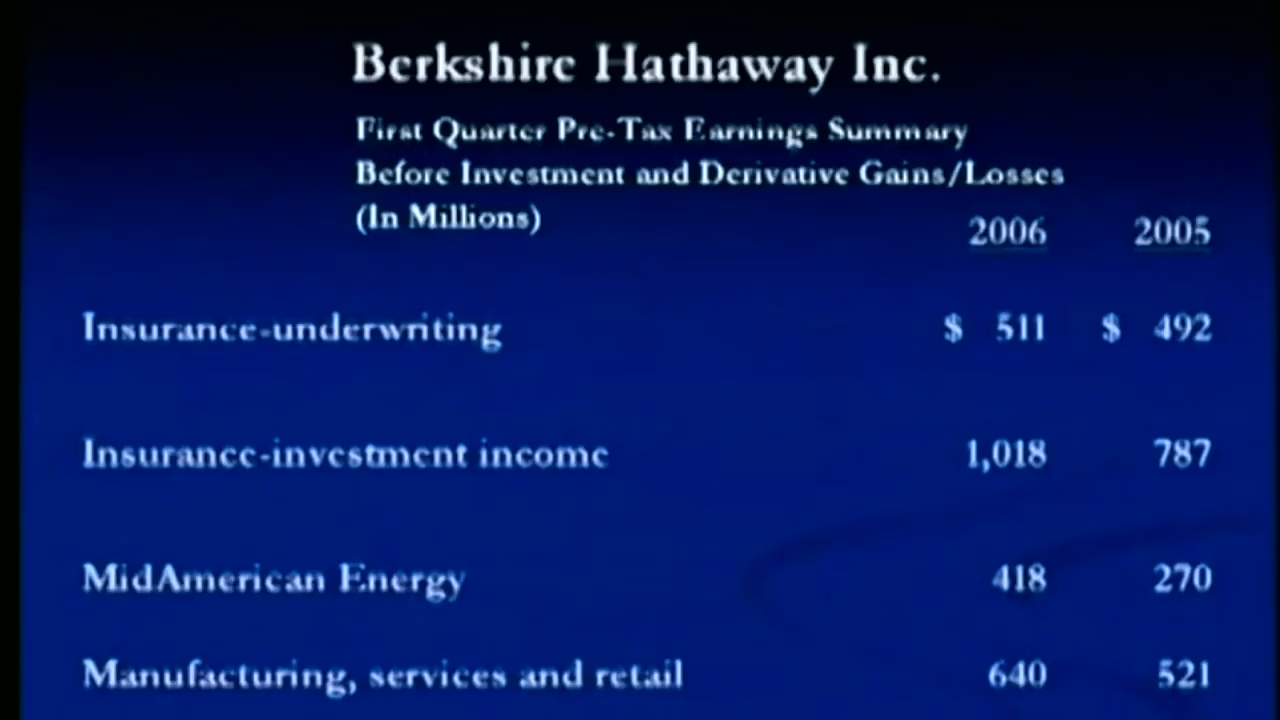 Berkshire Hathaway Inc.
First Quarter Pre-Tax Earnings Summary
Before Investment and Derivative Gains/Losses
(In Millions)
2006 2005
Insurance-underwriting $ 511 $ 492
Insurance-investment income 1,018 787
MidAmerican Energy 418 270
Manufacturing, services and retail 640 521